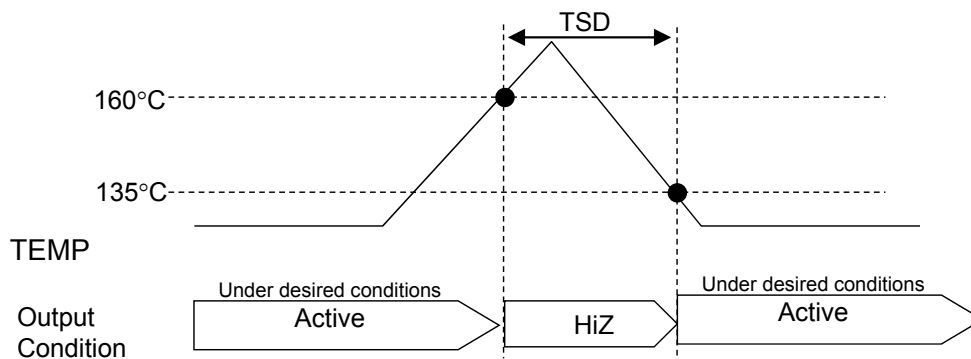 TSD
160°C
135°C
TEMP
Under desired conditions
Active
HiZ
Under desired conditions
Active
Output
Condition